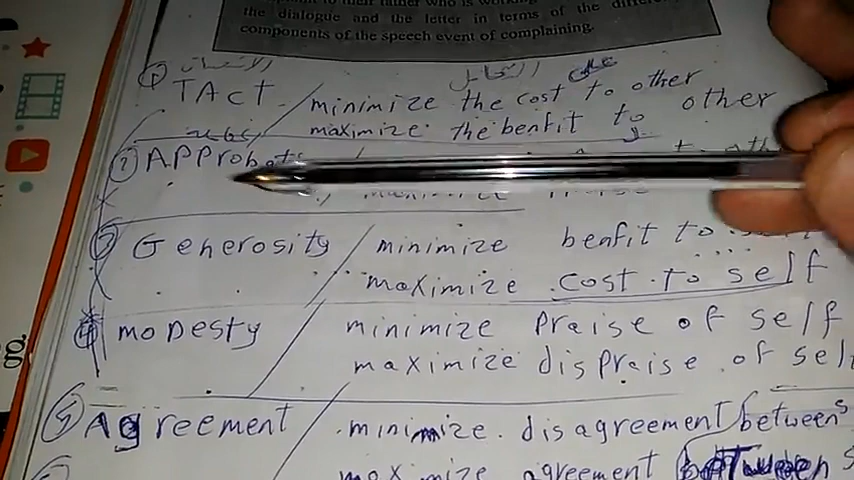 the dialogue and the letter in terms of the
components of the speech event of complaining.
① TAcT / minimize the cost to other
maximize the benfit to other
② APProbat
③ Generosity / minimize benfit to
maximize cost to self
④ modesty / minimize Praise of self
maximize dispraise of sel
⑤ Agreement / minimize disagreement between s
maximize agreement between s
g